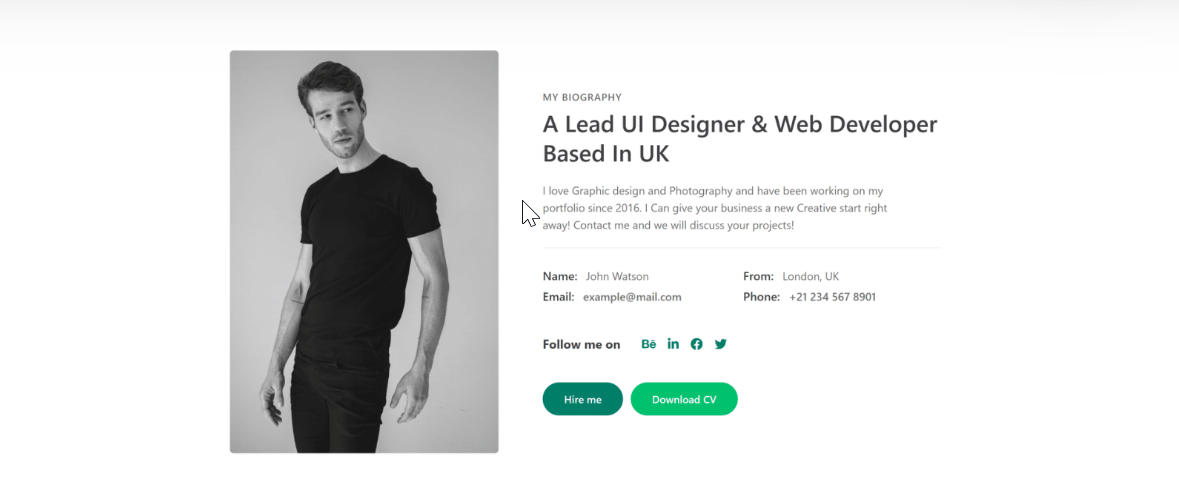 MY BIOGRAPHY
A Lead UI Designer & Web Developer
Based In UK
I love Graphic design and Photography and have been working on my
portfolio since 2016. I Can give your business a new Creative start right
away! Contact me and we will discuss your projects!
Name: John Watson From: London, UK
Email: example@mail.com Phone: +21 234 567 8901
Follow me on Bē in
Hire me Download CV